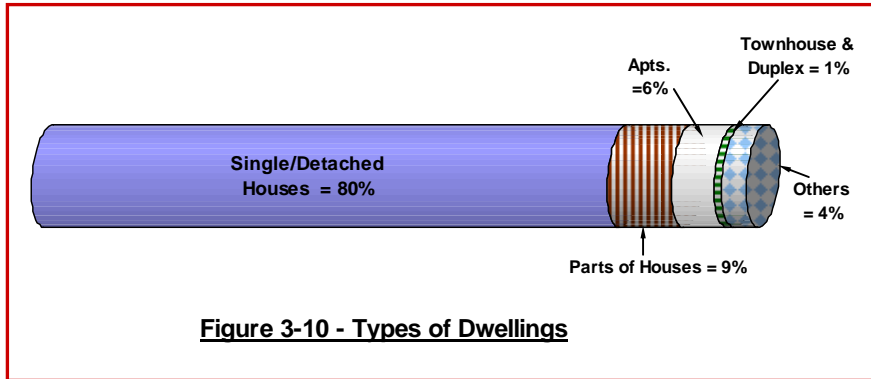 Townhouse &
Duplex = 1%
Apts.
=6%
Single/Detached
Houses = 80%
Others
= 4%
Parts of Houses = 9%
Figure 3-10 - Types of Dwellings